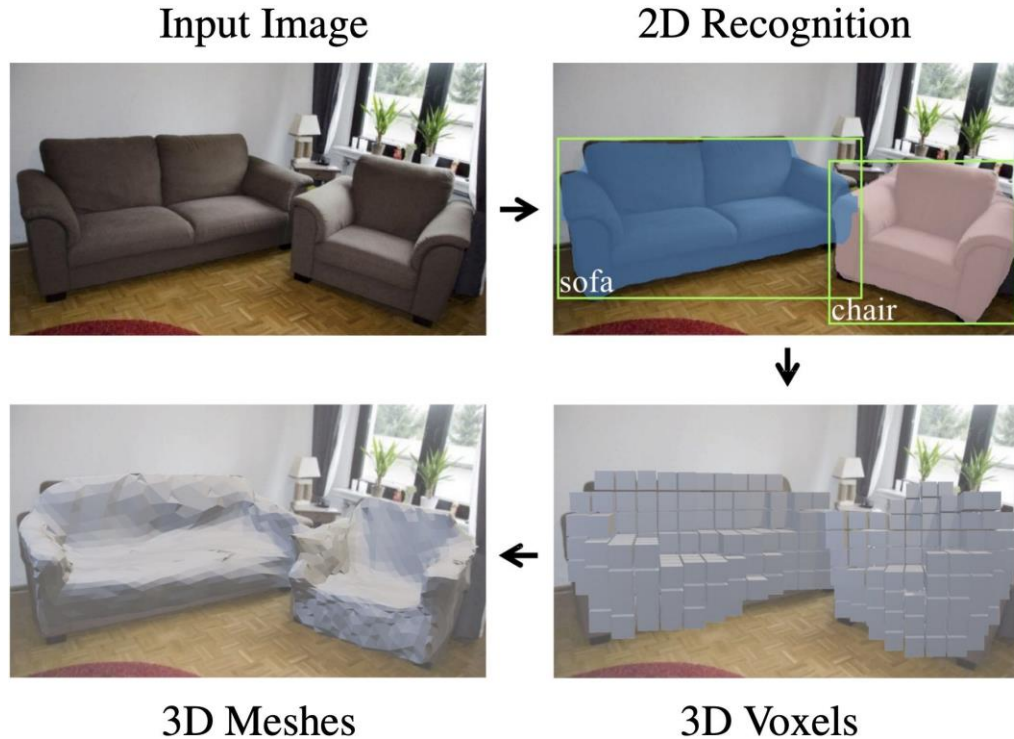 Input Image
2D Recognition
sofa
chair
3D Meshes
3D Voxels